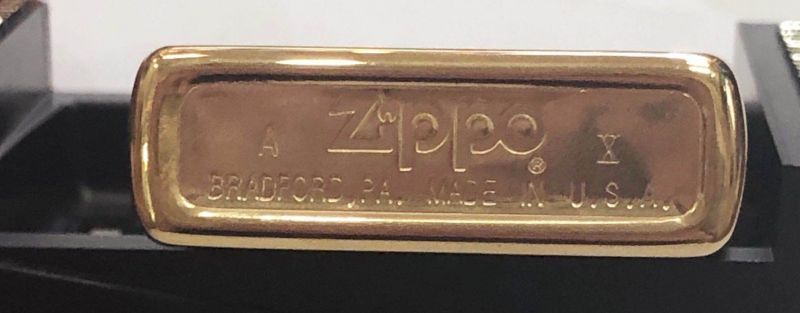 A Zippo® X
BRADFORD, PA. MADE IN U.S.A.